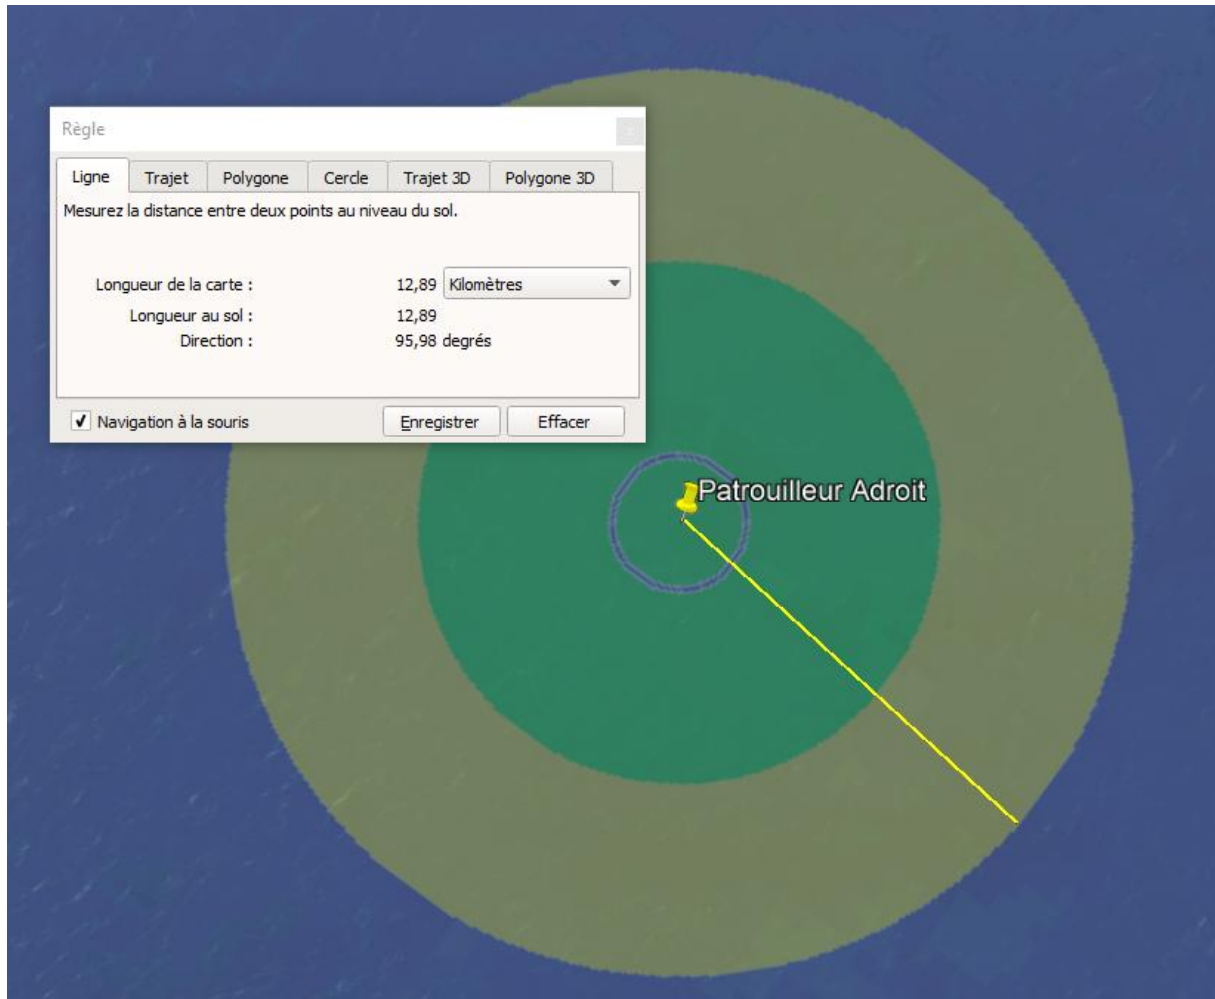 Règle
Ligne Trajet Polygone Cercle Trajet 3D Polygone 3D
Mesurez la distance entre deux points au niveau du sol.
Longueur de la carte : 12,89 Kilomètres
Longueur au sol : 12,89
Direction : 95,98 degrés
Navigation à la souris Enregistrer Effacer
Patrouilleur Adroit